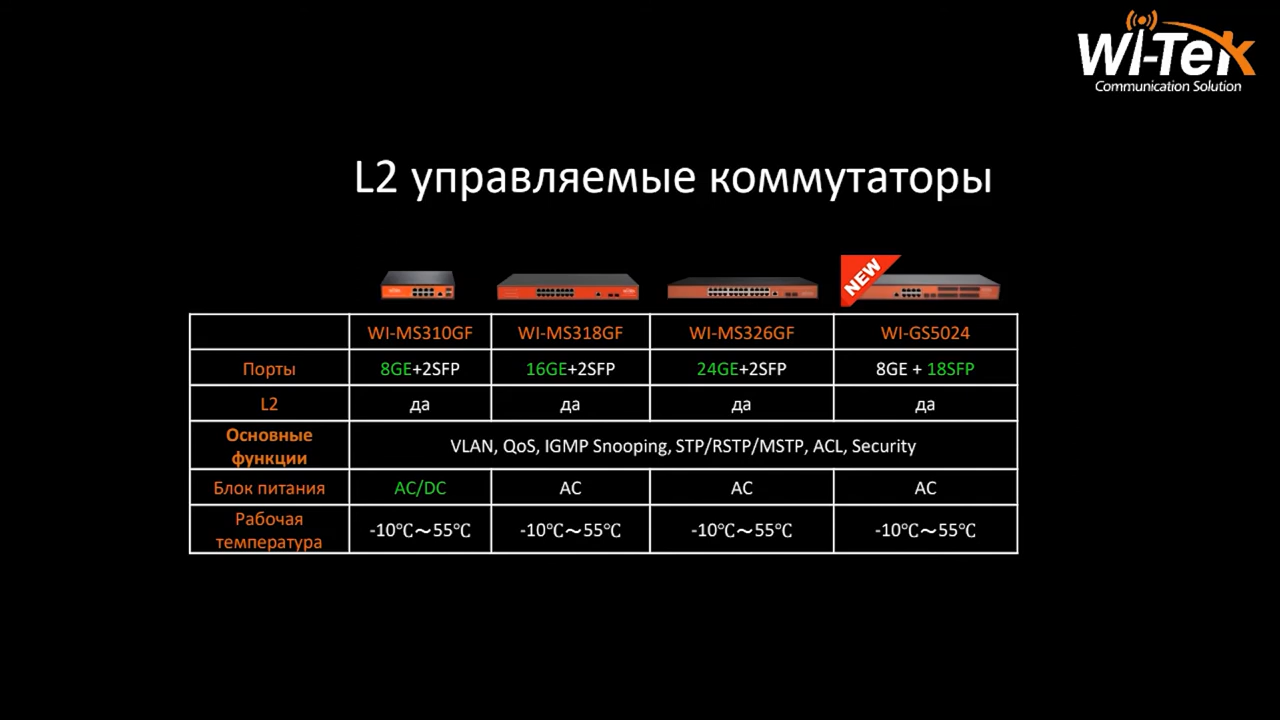 Wi-Tek
Communication Solution
L2 управляемые коммутаторы
NEW
WI-MS310GF WI-MS318GF WI-MS326GF WI-GS5024
Порты 8GE+2SFP 16GE+2SFP 24GE+2SFP 8GE + 18SFP
L2 да да да да
Основные
функции
VLAN, QoS, IGMP Snooping, STP/RSTP/MSTP, ACL, Security
Блок питания AC/DC AC AC AC
Рабочая
температура
-10℃～55℃ -10℃～55℃ -10℃～55℃ -10℃～55℃